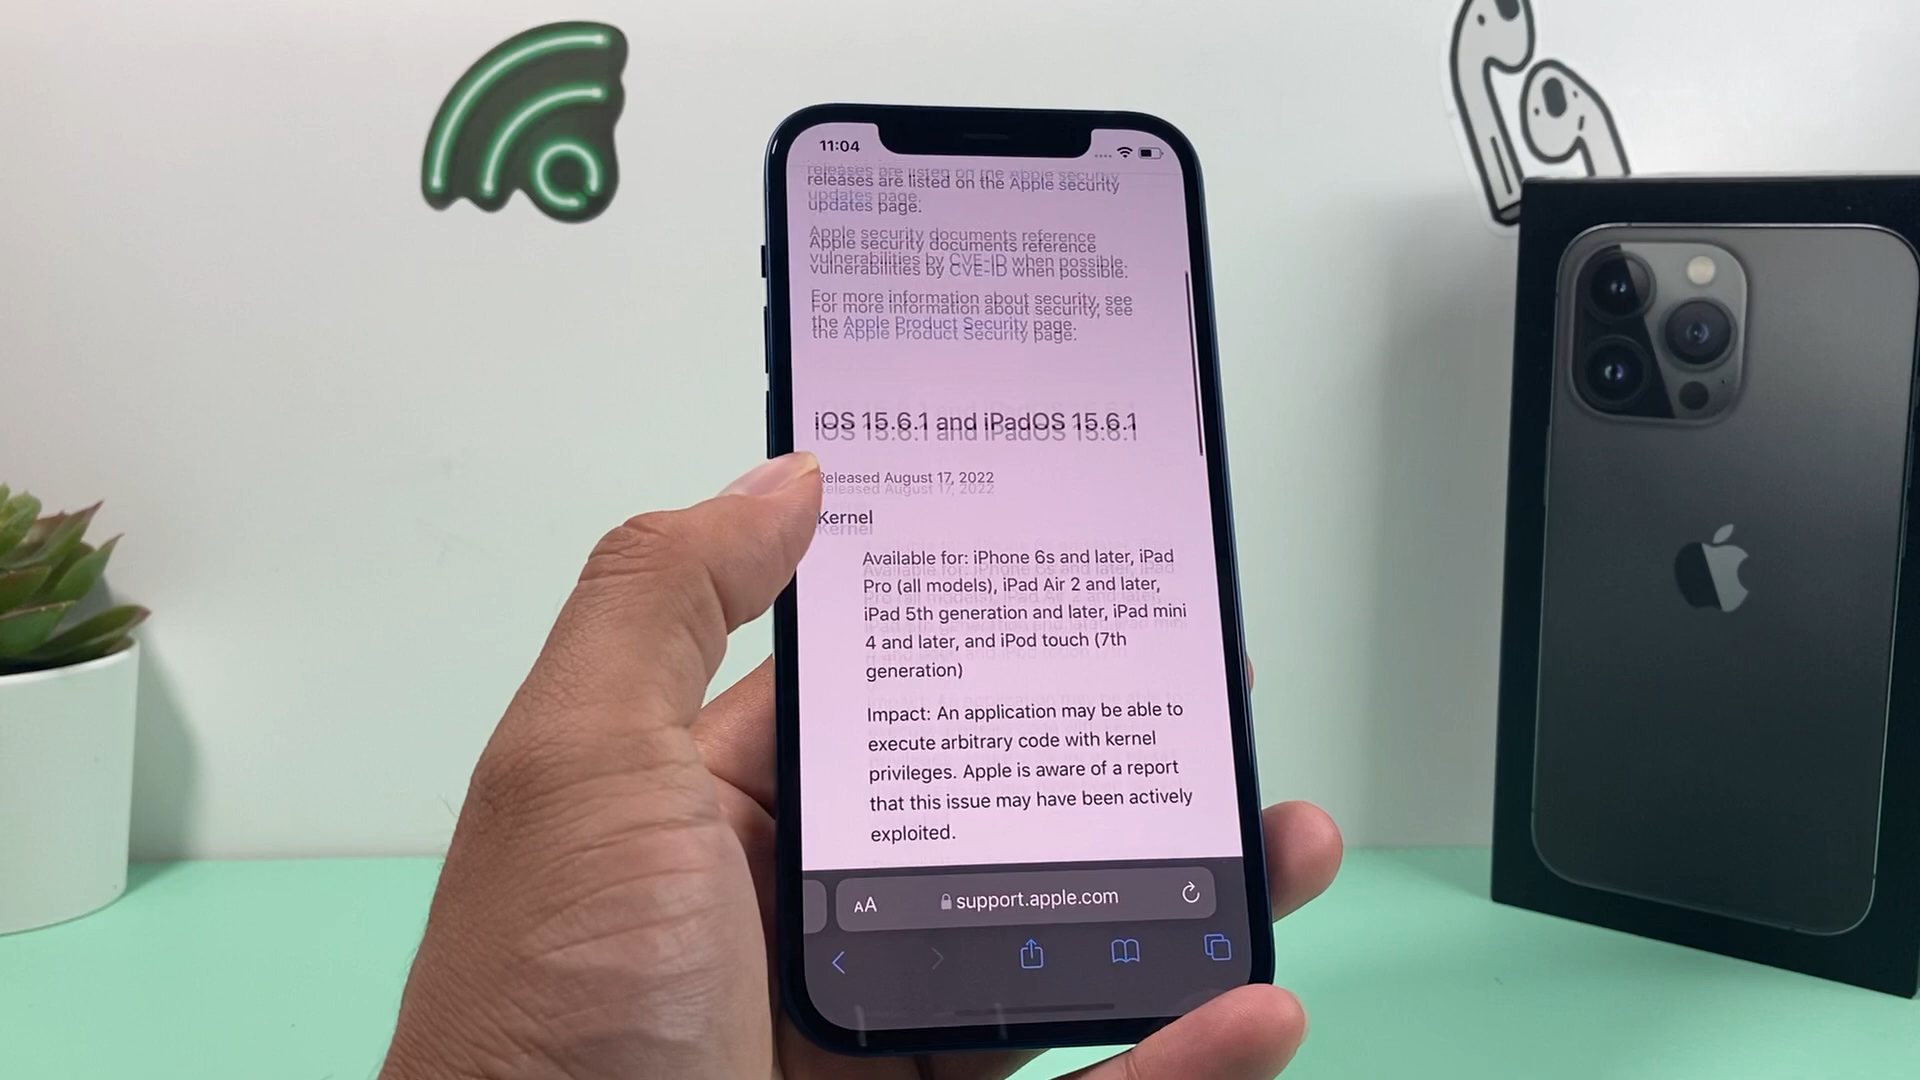 11:04
releases are listed on the Apple security
updates page.
Apple security documents reference
vulnerabilities by CVE-ID when possible.
For more information about security, see
the Apple Product Security page.
iOS 15.6.1 and iPadOS 15.6.1
Released August 17, 2022
Kernel
Available for: iPhone 6s and later, iPad
Pro (all models), iPad Air 2 and later,
iPad 5th generation and later, iPad mini
4 and later, and iPod touch (7th
generation)
Impact: An application may be able to
execute arbitrary code with kernel
privileges. Apple is aware of a report
that this issue may have been actively
exploited.
AA support.apple.com